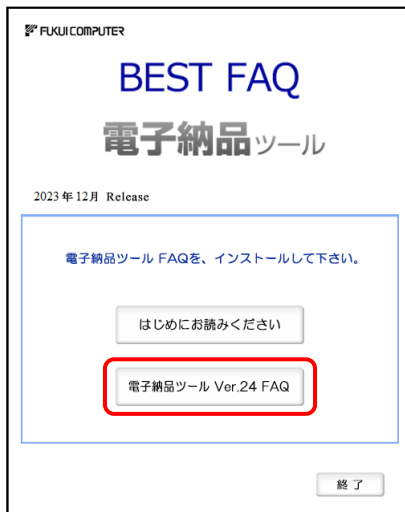 FUKUI COMPUTER
BEST FAQ
電子納品ツール
2023年12月 Release
電子納品ツール FAQを、インストールして下さい。
はじめにお読みください
電子納品ツール Ver.24 FAQ
終了